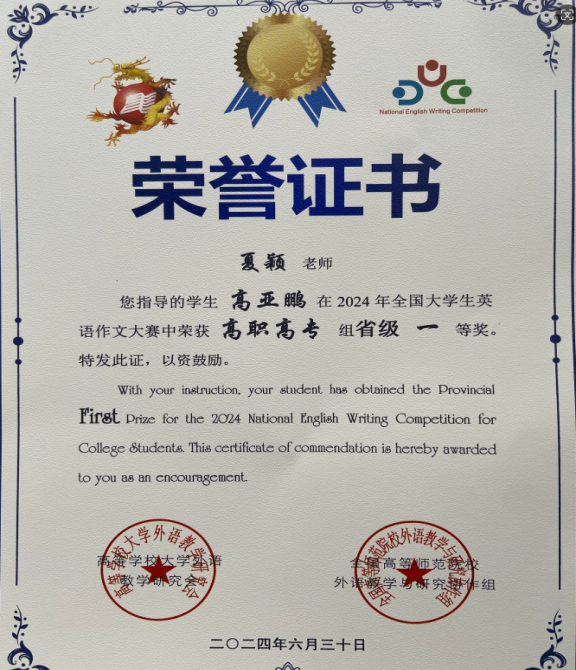 National English Writing Competition
荣誉证书
夏颖 老师
您指导的学生 高亚鹏 在2024年全国大学生英
语作文大赛中荣获 高职高专 组省级 一 等奖。
特发此证，以资鼓励。
With your instruction, your student has obtained the Provincial
First Prize for the 2024 National English Writing Competition for
College Students. This certificate of commendation is hereby awarded
to you as an encouragement.
高等学校大学外语 全国高等师范院校
教学研究会 外语教学与研究协作组
二〇二四年六月三十日